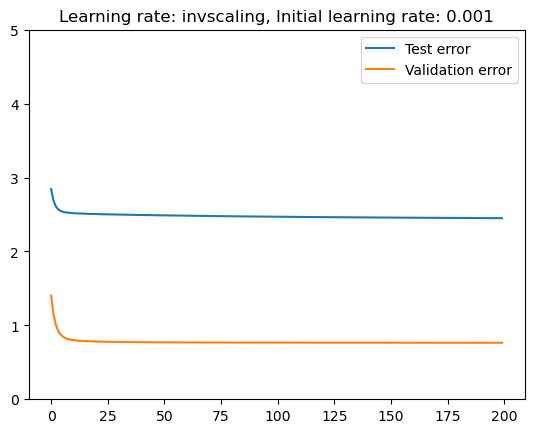 Learning rate: invscaling, Initial learning rate: 0.001
5
4
3
2
1
0
Test error
Validation error
0 25 50 75 100 125 150 175 200